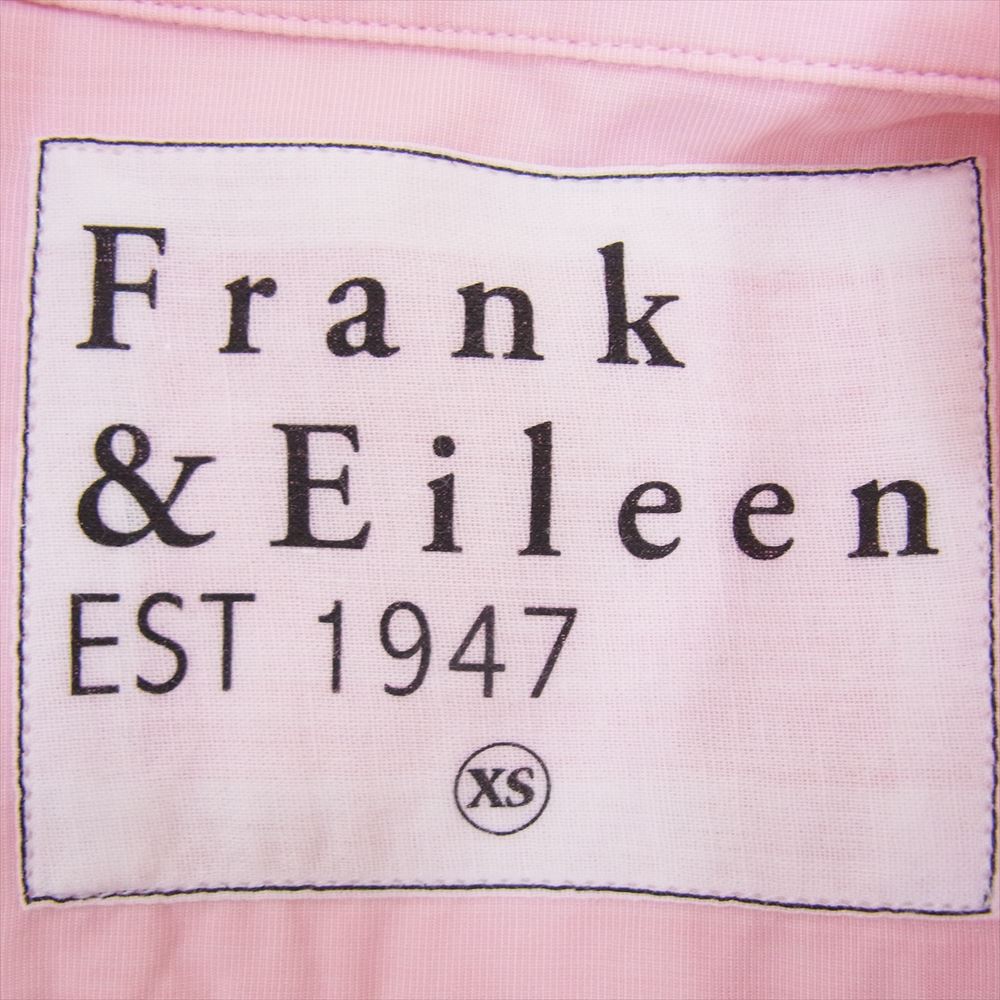 Frank
& Eileen
EST 1947
XS